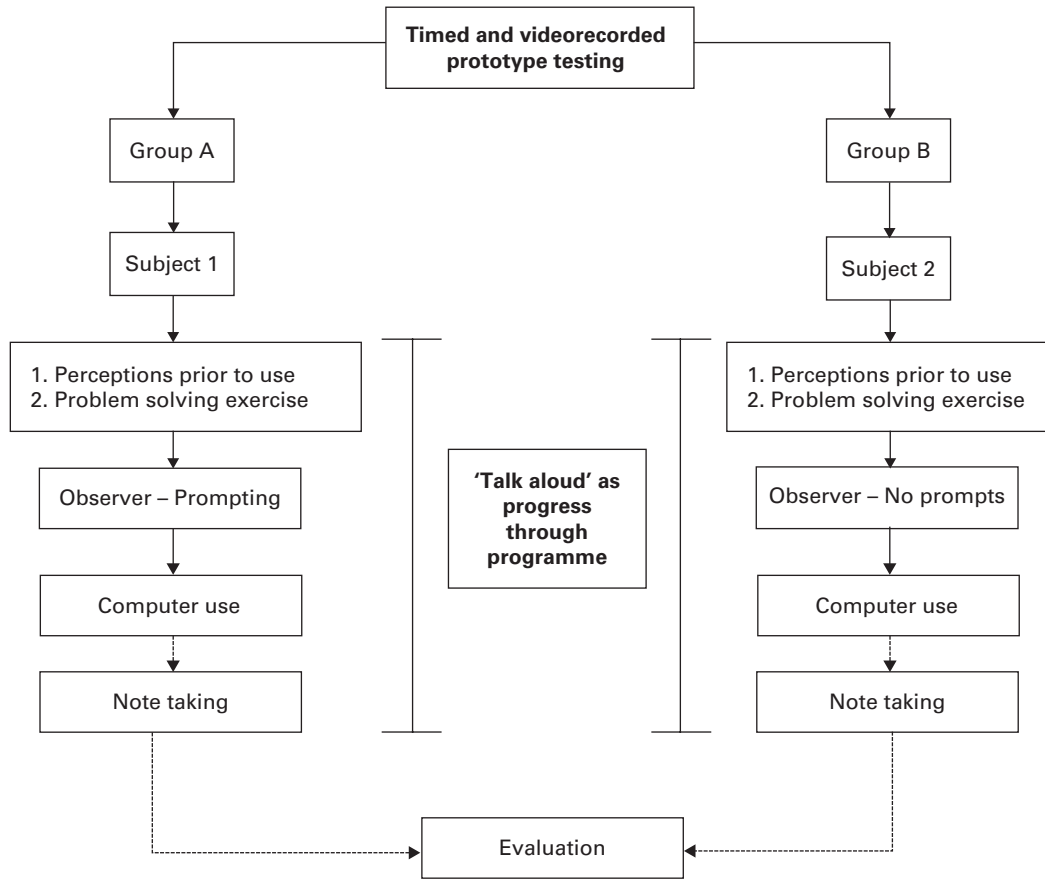 Timed and videorecorded
prototype testing
Group A
Group B
Subject 1
Subject 2
1. Perceptions prior to use
2. Problem solving exercise
1. Perceptions prior to use
2. Problem solving exercise
'Talk aloud' as
progress
through
programme
Observer – Prompting
Observer – No prompts
Computer use
Computer use
Note taking
Note taking
Evaluation